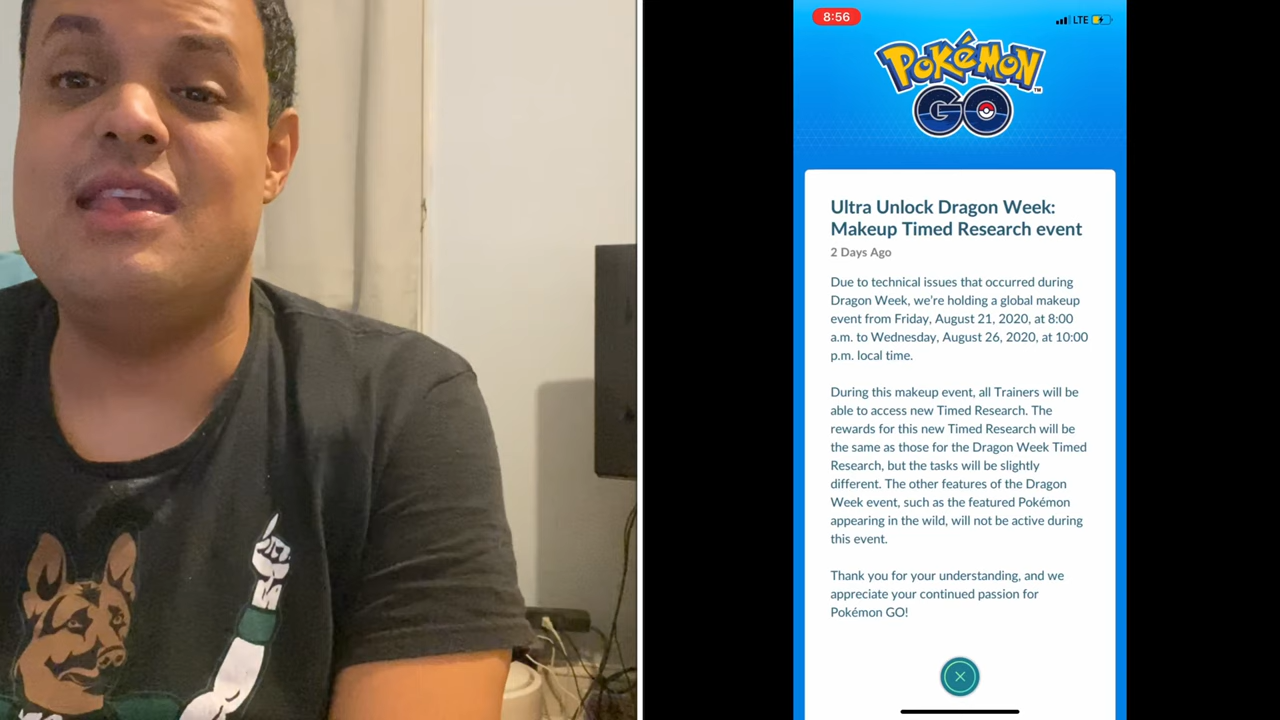 8:56
LTE
POKÉMON
TM
GO
Ultra Unlock Dragon Week:
Makeup Timed Research event
2 Days Ago
Due to technical issues that occurred during
Dragon Week, we're holding a global makeup
event from Friday, August 21, 2020, at 8:00
a.m. to Wednesday, August 26, 2020, at 10:00
p.m. local time.
During this makeup event, all Trainers will be
able to access new Timed Research. The
rewards for this new Timed Research will be
the same as those for the Dragon Week Timed
Research, but the tasks will be slightly
different. The other features of the Dragon
Week event, such as the featured Pokémon
appearing in the wild, will not be active during
this event.
Thank you for your understanding, and we
appreciate your continued passion for
Pokémon GO!